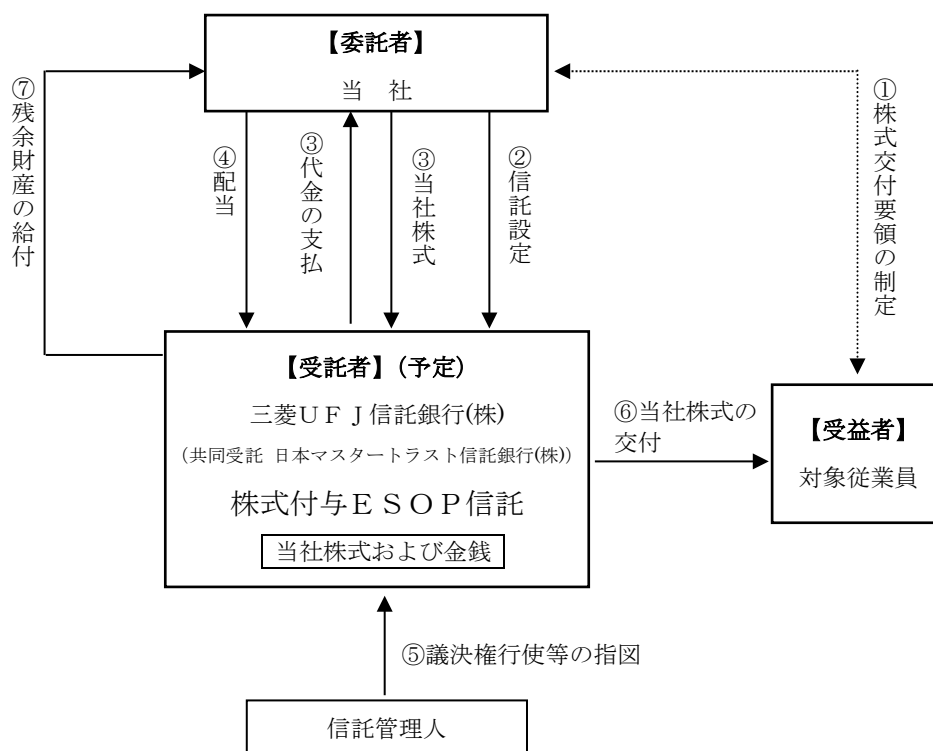 【委託者】
当 社
⑦残余財産の給付
④配当
③代金の支払
③当社株式
②信託設定
①株式交付要領の制定
【受託者】(予定)
三菱UFJ信託銀行(株)
(共同受託 日本マスタートラスト信託銀行(株))
株式付与ESOP信託
当社株式および金銭
⑥当社株式の
交付
【受益者】
対象従業員
⑤議決権行使等の指図
信託管理人